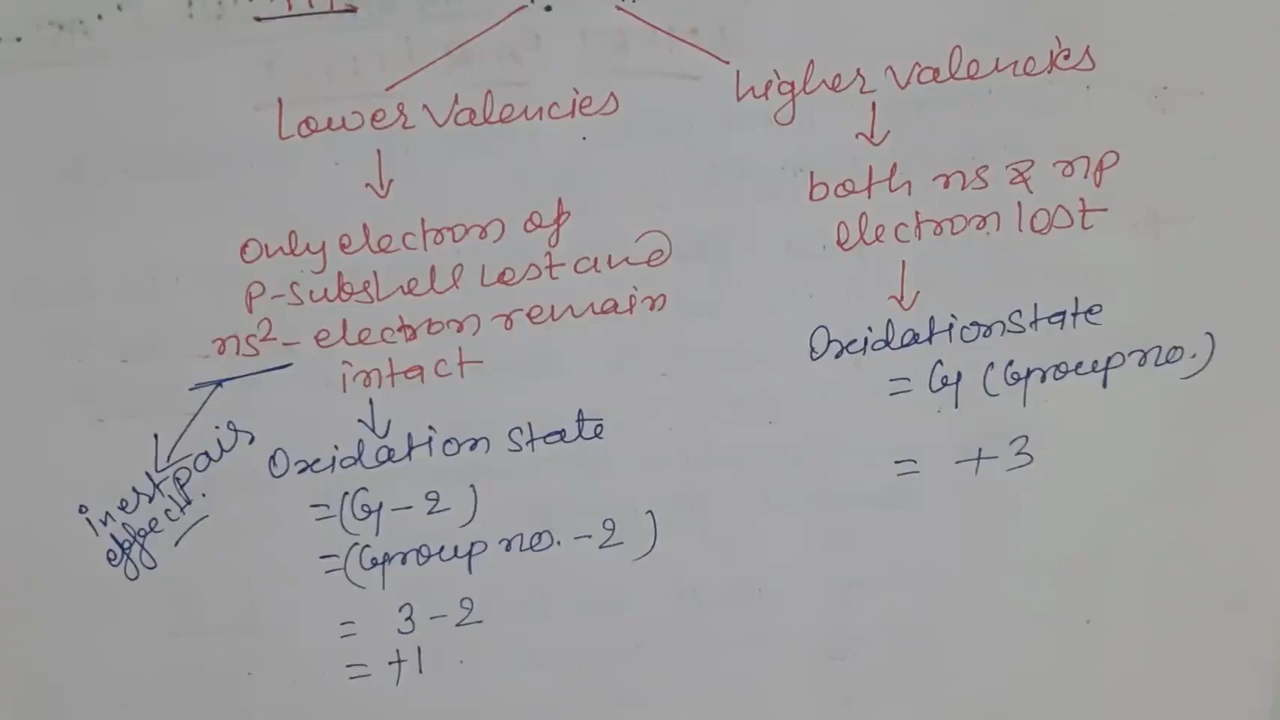 Lower Valencies
↓
only electron of
p-subshell lost and
ns²-electron remain
intact
↓
inert pair
effect.
Oxidation state
=(G-2)
=(Group no.-2)
= 3-2
= +1
higher valencies
↓
both ns & np
electron lost
↓
Oxidation state
= G (Group no.)
= +3